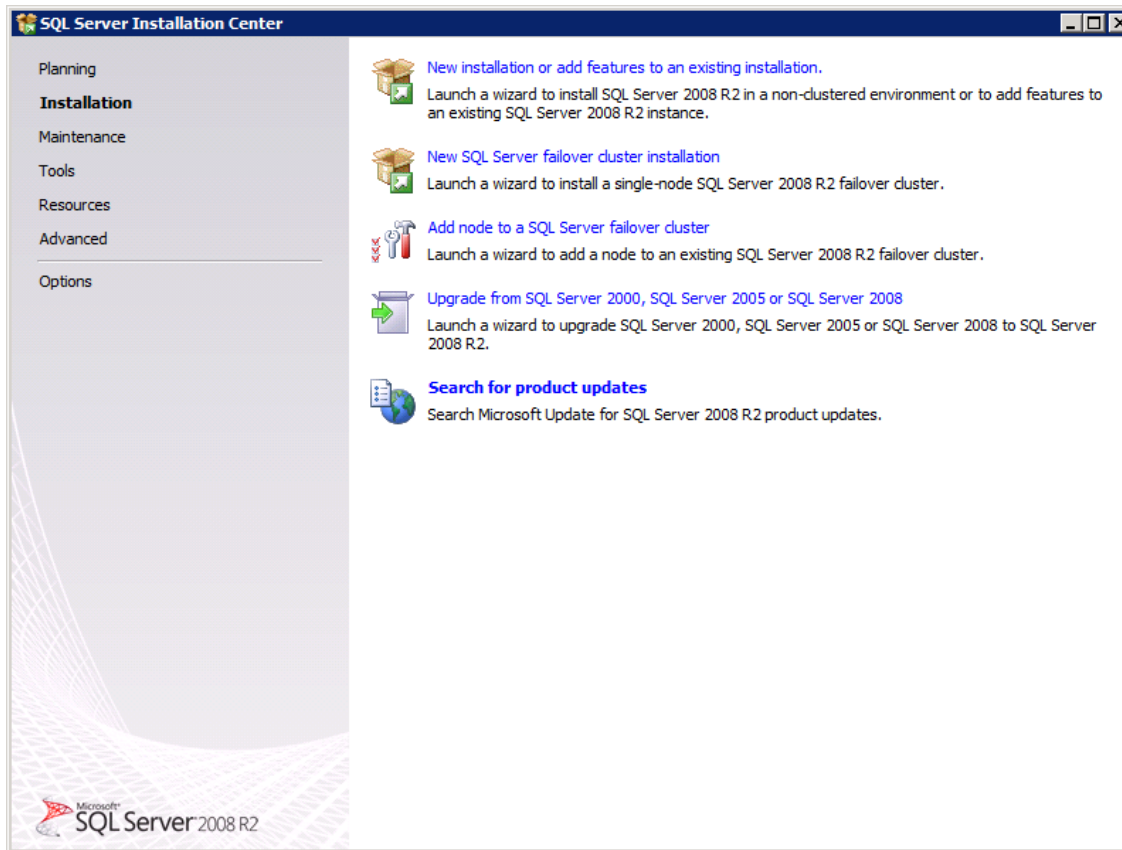 SQL Server Installation Center
Planning
Installation
Maintenance
Tools
Resources
Advanced
Options
New installation or add features to an existing installation.
Launch a wizard to install SQL Server 2008 R2 in a non-clustered environment or to add features to
an existing SQL Server 2008 R2 instance.
New SQL Server failover cluster installation
Launch a wizard to install a single-node SQL Server 2008 R2 failover cluster.
Add node to a SQL Server failover cluster
Launch a wizard to add a node to an existing SQL Server 2008 R2 failover cluster.
Upgrade from SQL Server 2000, SQL Server 2005 or SQL Server 2008
Launch a wizard to upgrade SQL Server 2000, SQL Server 2005 or SQL Server 2008 to SQL Server
2008 R2.
Search for product updates
Search Microsoft Update for SQL Server 2008 R2 product updates.
Microsoft®
SQL Server 2008 R2